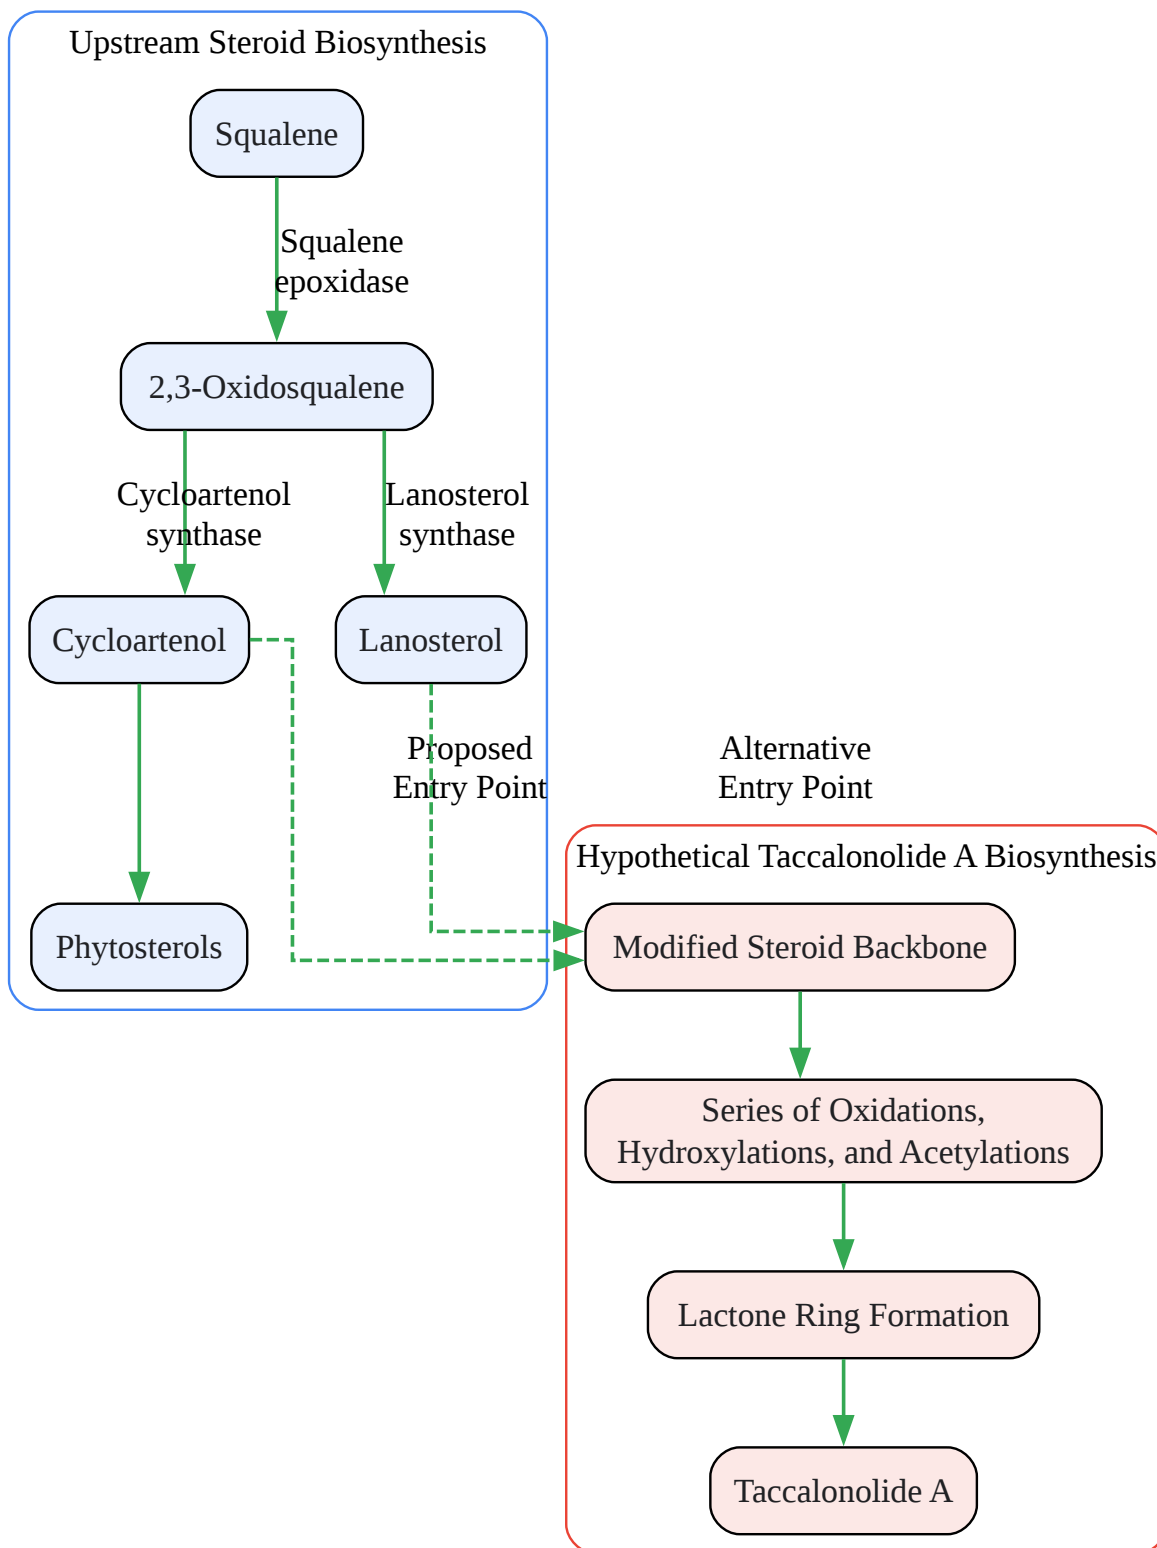 Upstream Steroid Biosynthesis
Squalene
Squalene
epoxidase
2,3-Oxidosqualene
Cycloartenol
synthase
Lanosterol
synthase
Cycloartenol
Lanosterol
Proposed
Entry Point
Alternative
Entry Point
Hypothetical Taccalonolide A Biosynthesis
Phytosterols
Modified Steroid Backbone
Series of Oxidations,
Hydroxylations, and Acetylations
Lactone Ring Formation
Taccalonolide A